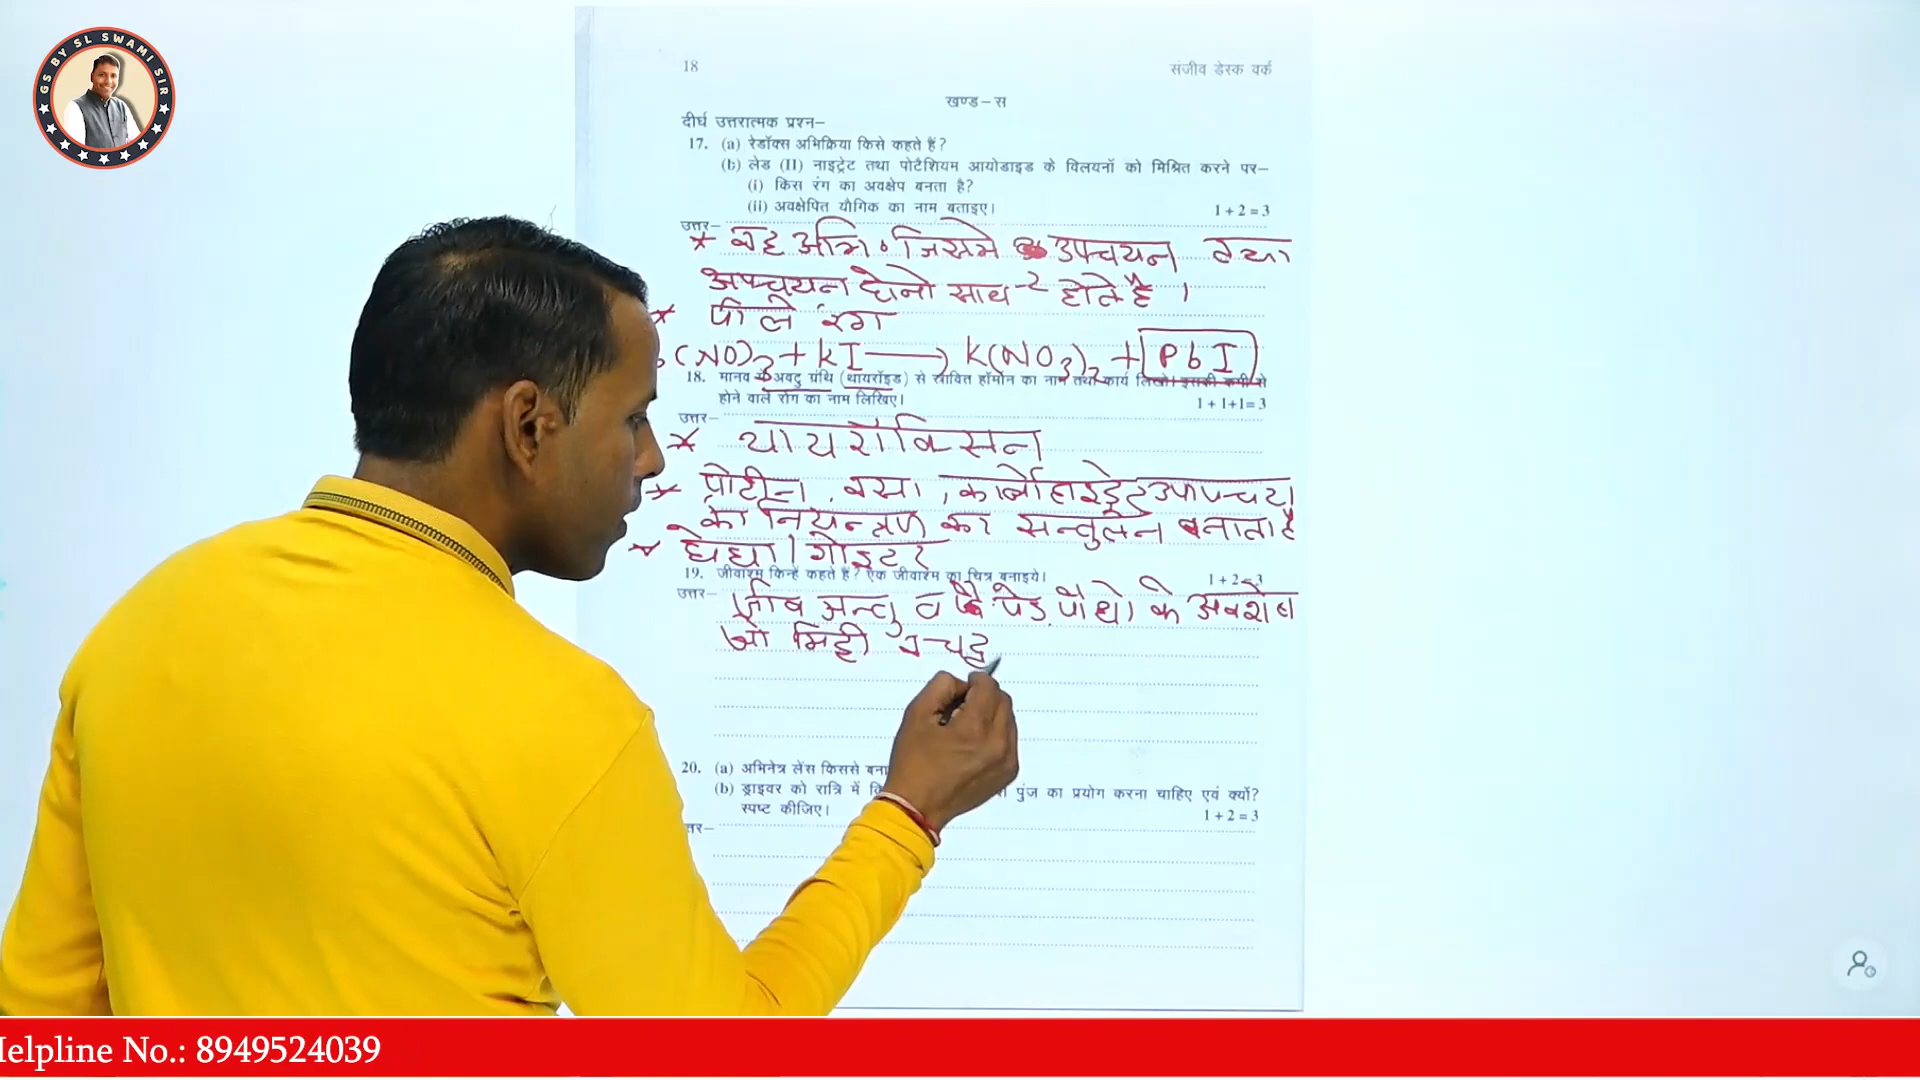 GS BY SL SWAMI SIR
18
संजीव डेस्क वर्क
खण्ड-स
दीर्घ उत्तरात्मक प्रश्न–
17. (a) रेडॉक्स अभिक्रिया किसे कहते हैं?
(b) लेड (II) नाइट्रेट तथा पोटैशियम आयोडाइड के विलयनों को मिश्रित करने पर–
(i) किस रंग का अवक्षेप बनता है?
(ii) अवक्षेपित यौगिक का नाम बताइए। 1+2=3
उत्तर–
* वह अभि॰ जिसमे उपचयन तथा
अपचयन दोनो साथ-2 होते है ।
* पीले रंग
(NO)₃ + KI ⟶ K(NO₃)₂ + PbI
18. मानव में अवटु ग्रंथि (थायरॉइड) से स्रावित हॉर्मोन का नाम तथा कार्य लिखो। इसकी कमी से
होने वाले रोग का नाम लिखिए। 1+1+1=3
उत्तर–
* थायरॉक्सिन
* प्रोटीन, वसा, कार्बोहाइड्रेट उपापचय
का नियन्त्रण कर सन्तुलन बनाता है
* घेंघा / गोइटर
19. जीवाश्म किन्हें कहते हैं? एक जीवाश्म का चित्र बनाइये। 1+2=3
उत्तर–
जीव जन्तु व पेड़ पौधो के अवशेष
जो मिट्टी व चट्ट
20. (a) अभिनेत्र लेंस किससे बना
(b) ड्राइवर को रात्रि में पुंज का प्रयोग करना चाहिए एवं क्यों?
स्पष्ट कीजिए। 1+2=3
त्तर–
Helpline No.: 8949524039